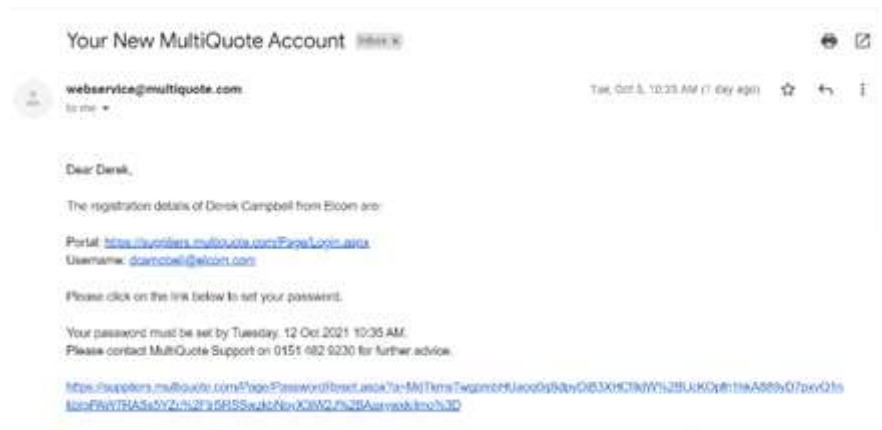 Your New MultiQuote Account Inbox x
webservice@multiquote.com
Tue, Oct 5, 10:35 AM (1 day ago)
to me
Dear Derek,
The registration details of Derek Campbell from Elcom are:
Portal: https://suppliers.multiquote.com/Page/Login.aspx
Username: dcampbell@elcom.com
Please click on the link below to set your password.
Your password must be set by Tuesday, 12 Oct 2021 10:35 AM.
Please contact MultiQuote Support on 0151 482 9230 for further advice.